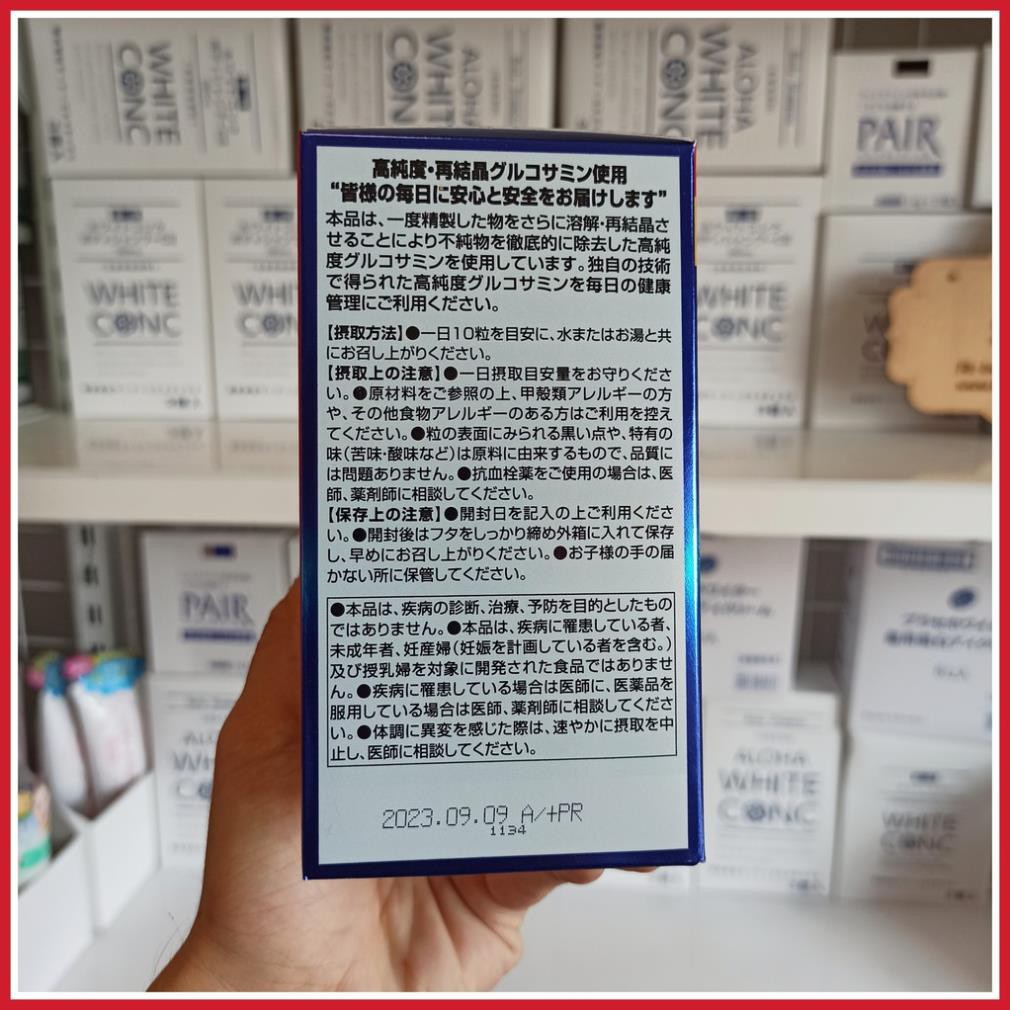 高純度・再結晶グルコサミン使用
“皆様の毎日に安心と安全をお届けします”
本品は、一度精製した物をさらに溶解・再結晶さ
せることにより不純物を徹底的に除去した高純
度グルコサミンを使用しています。独自の技術
で得られた高純度グルコサミンを毎日の健康
管理にご利用ください。
【摂取方法】●一日10粒を目安に、水またはお湯と共
にお召し上がりください。
【摂取上の注意】●一日摂取目安量をお守りくださ
い。●原材料をご参照の上、甲殻類アレルギーの方
や、その他食物アレルギーのある方はご利用を控え
てください。●粒の表面にみられる黒い点や、特有の
味(苦味・酸味など)は原料に由来するもので、品質に
は問題ありません。●抗血栓薬をご使用の場合は、医
師、薬剤師に相談してください。
【保存上の注意】●開封日を記入の上ご利用くださ
い。●開封後はフタをしっかり締め外箱に入れて保存
し、早めにお召し上がりください。●お子様の手の届
かない所に保管してください。
●本品は、疾病の診断、治療、予防を目的としたもの
ではありません。●本品は、疾病に罹患している者、
未成年者、妊産婦(妊娠を計画している者を含む。)
及び授乳婦を対象に開発された食品ではありませ
ん。●疾病に罹患している場合は医師に、医薬品を
服用している場合は医師、薬剤師に相談してくださ
い。●体調に異変を感じた際は、速やかに摂取を中
止し、医師に相談してください。
2023.09.09 A/+PR
1134
WHITE
CONC
ALOHA
WHITE
CONC
ALOHA
WHITE
CONC
PAIR
WHITE
CONC
WHITE
CONC
PAIR
ALOHA
ALOHA
WHITE
CONC
WHITE
CONC